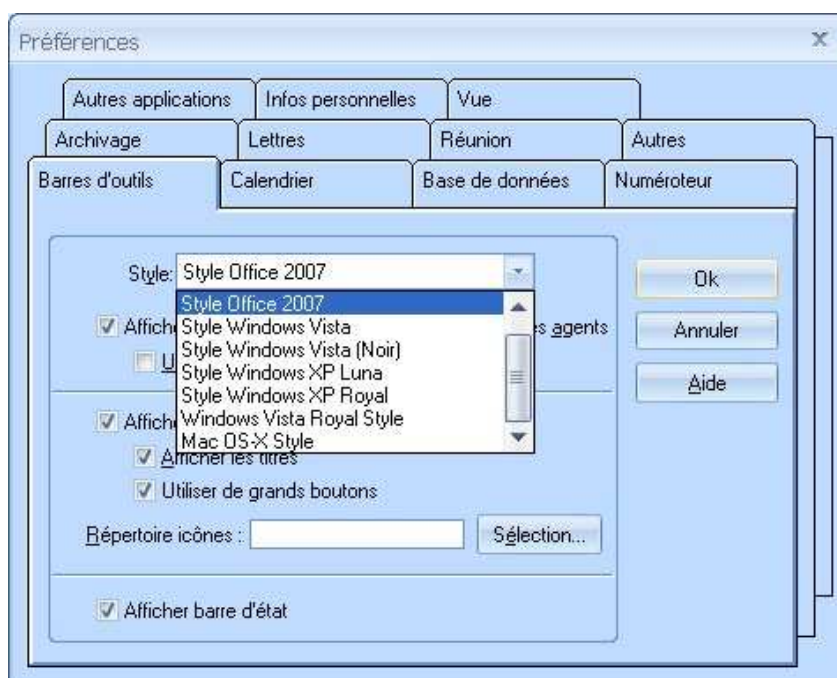 Préférences
Autres applications Infos personnelles Vue
Archivage Lettres Réunion Autres
Barres d'outils Calendrier Base de données Numéroteur
Style: Style Office 2007
Ok
Style Office 2007
Style Windows Vista
agents
Annuler
Style Windows Vista (Noir)
Style Windows XP Luna
Aide
Style Windows XP Royal
Windows Vista Royal Style
Mac OS-X Style
Afficher les titres
Utiliser de grands boutons
Répertoire icônes : Sélection...
Afficher barre d'état